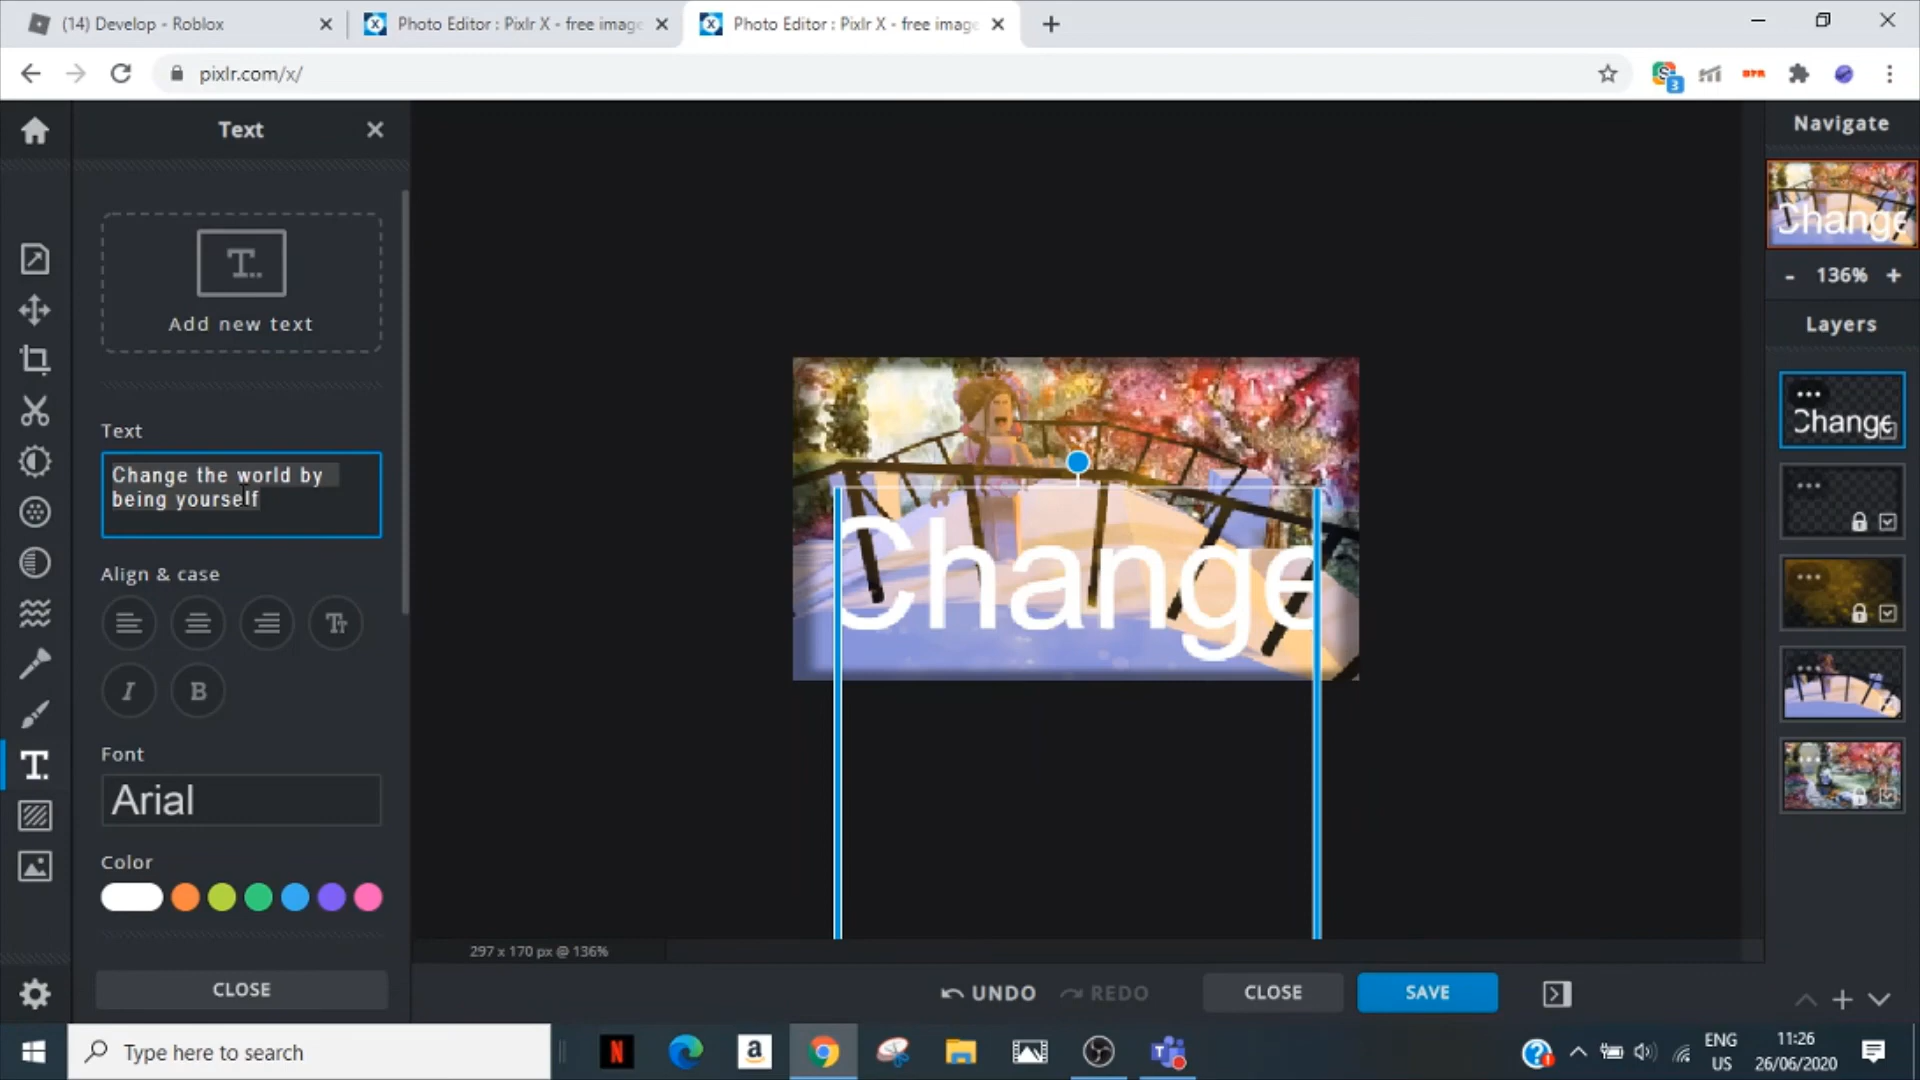 (14) Develop - Roblox
Photo Editor : Pixlr X - free image
Photo Editor : Pixlr X - free image
pixlr.com/x/
3
Text
Navigate
T..
Add new text
Change
- 136% +
Layers
Text
Change the world by
being yourself
Change
Align & case
I B
Change
Font
Arial
Color
297 x 170 px @ 136%
CLOSE
UNDO
REDO
CLOSE
SAVE
Type here to search
ENG
US
11:26
26/06/2020